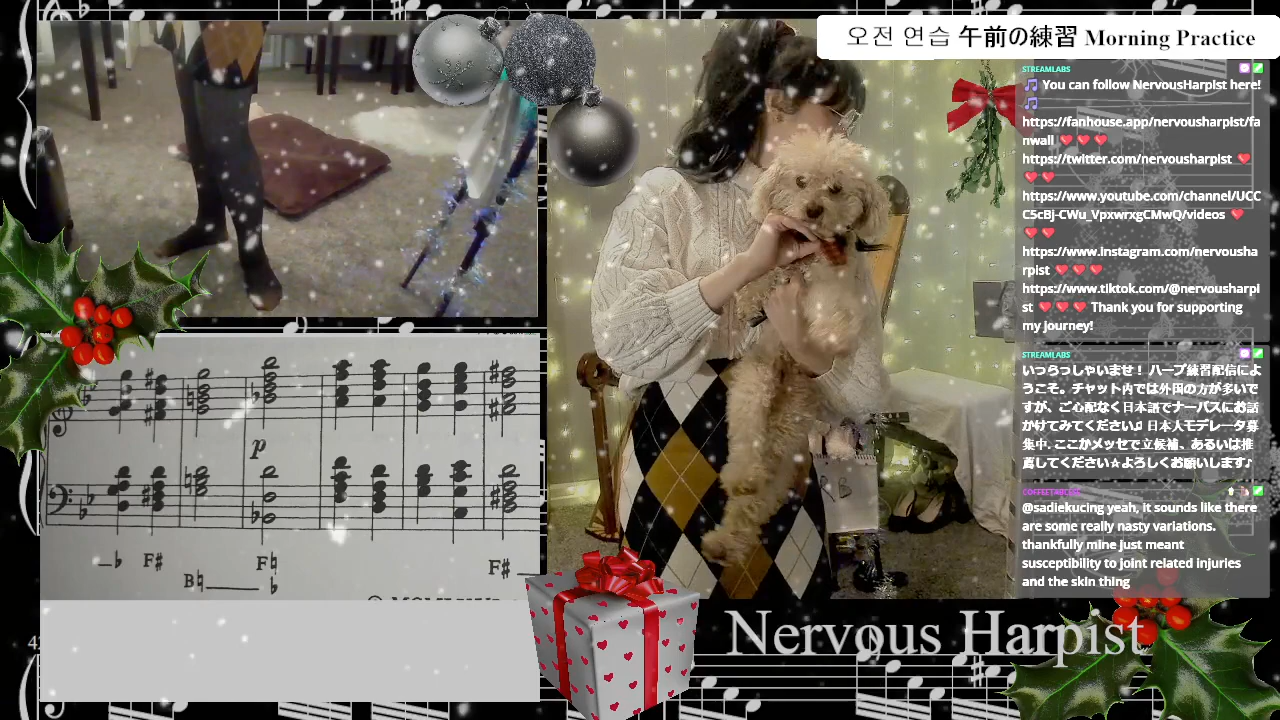 오전 연습 午前の練習 Morning Practice
STREAMLABS
You can follow NervousHarpist here!
https://fanhouse.app/nervousharpist/fa
nwall
https://twitter.com/nervousharpist
https://www.youtube.com/channel/UCC
C5cBj-CWu_VpxwrxgCMwQ/videos
https://www.instagram.com/nervousha
rpist
https://www.tiktok.com/@nervousharpi
st Thank you for supporting
my journey!
STREAMLABS
いっらっしゃいませ！ ハープ練習配信によ
うこそ。チャット内では外国の方が多いで
すが、ご心配なく日本語でナーバスにお話
かけてみてください♫ 日本人モデレータ募
集中. ここかメッセで立候補、あるいは推
薦してください☆よろしくお願いします♪
@sadiekucing yeah, it sounds like there
are some really nasty variations.
thankfully mine just meant
susceptibility to joint related injuries
and the skin thing
p
♭ F# F♮ F#
B♮ ♭
R B
Nervous Harpist